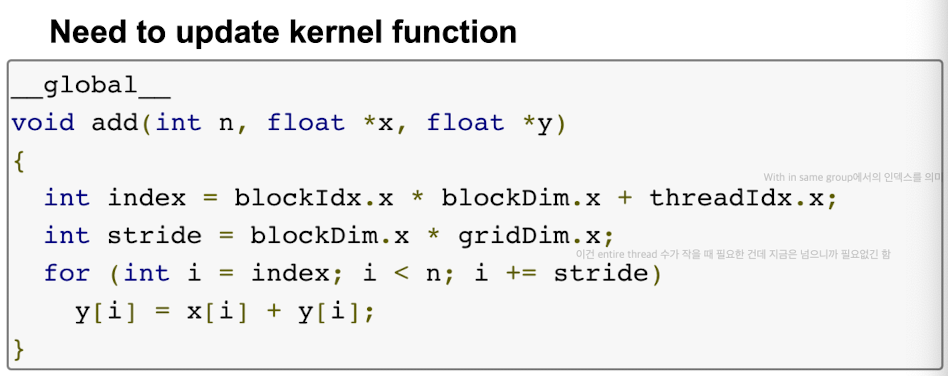 Need to update kernel function
__global__
void add(int n, float *x, float *y)
{
With in same group에서의 인덱스를 의미
int index = blockIdx.x * blockDim.x + threadIdx.x;
int stride = blockDim.x * gridDim.x;
이건 entire thread 수가 작을 때 필요한 건데 지금은 넘으니까 필요없긴 함
for (int i = index; i < n; i += stride)
y[i] = x[i] + y[i];
}